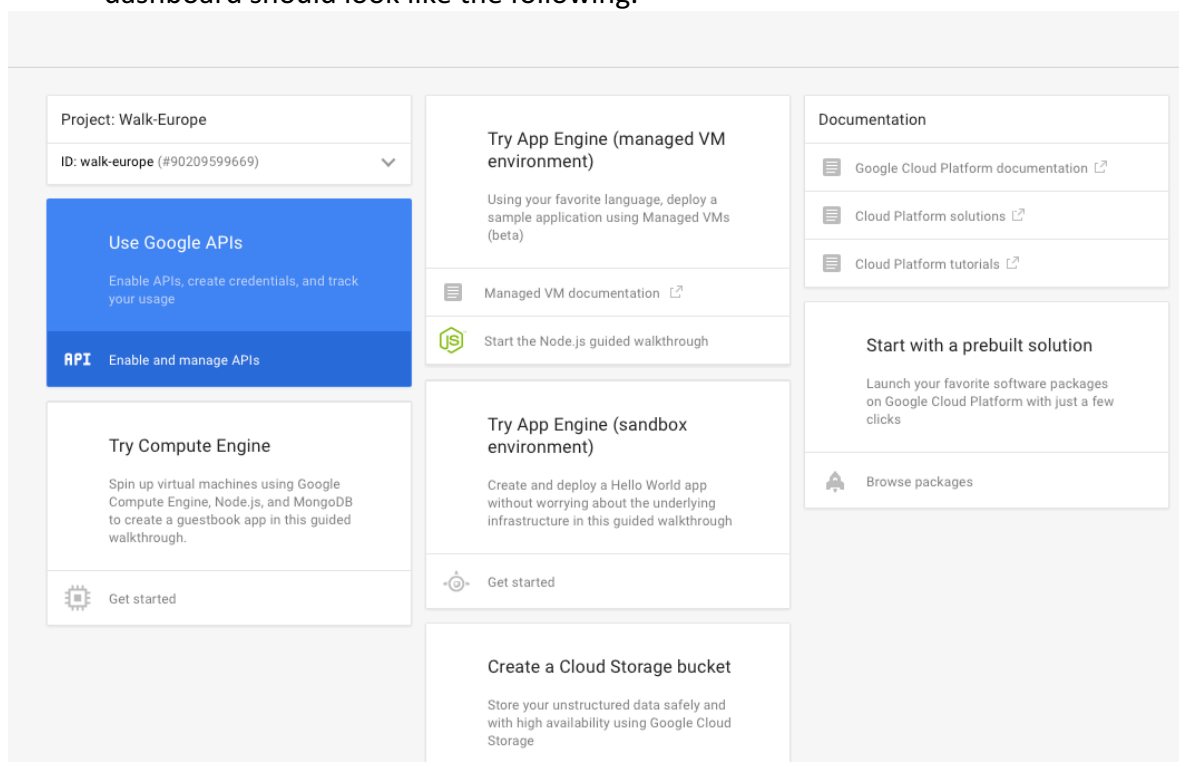 dashboard should look like the following:
Project: Walk-Europe
ID: walk-europe (#90209599669)
Use Google APIs
Enable APIs, create credentials, and track
your usage
API Enable and manage APIs
Try Compute Engine
Spin up virtual machines using Google
Compute Engine, Node.js, and MongoDB
to create a guestbook app in this guided
walkthrough.
Get started
Try App Engine (managed VM
environment)
Using your favorite language, deploy a
sample application using Managed VMs
(beta)
Managed VM documentation
JS Start the Node.js guided walkthrough
Try App Engine (sandbox
environment)
Create and deploy a Hello World app
without worrying about the underlying
infrastructure in this guided walkthrough
Get started
Create a Cloud Storage bucket
Store your unstructured data safely and
with high availability using Google Cloud
Storage
Documentation
Google Cloud Platform documentation
Cloud Platform solutions
Cloud Platform tutorials
Start with a prebuilt solution
Launch your favorite software packages
on Google Cloud Platform with just a few
clicks
Browse packages